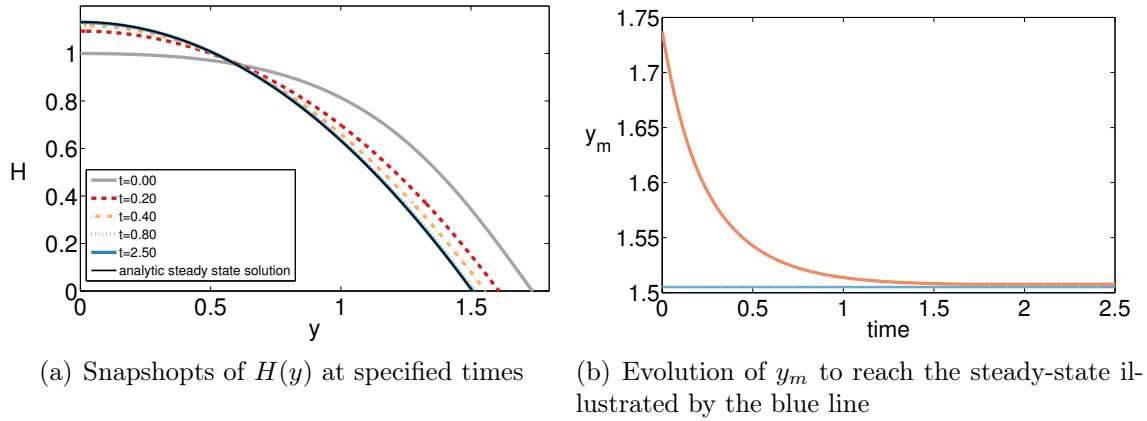 1
0.8
0.6
H
0.4
0.2
0
t=0.00
t=0.20
t=0.40
t=0.80
t=2.50
analytic steady state solution
0 0.5 1 1.5
y
(a) Snapshopts of H(y) at specified times
1.75
1.65
y_m
1.6
1.55
1.5
0 0.5 1 1.5 2 2.5
time
(b) Evolution of y_m to reach the steady-state il-
lustrated by the blue line